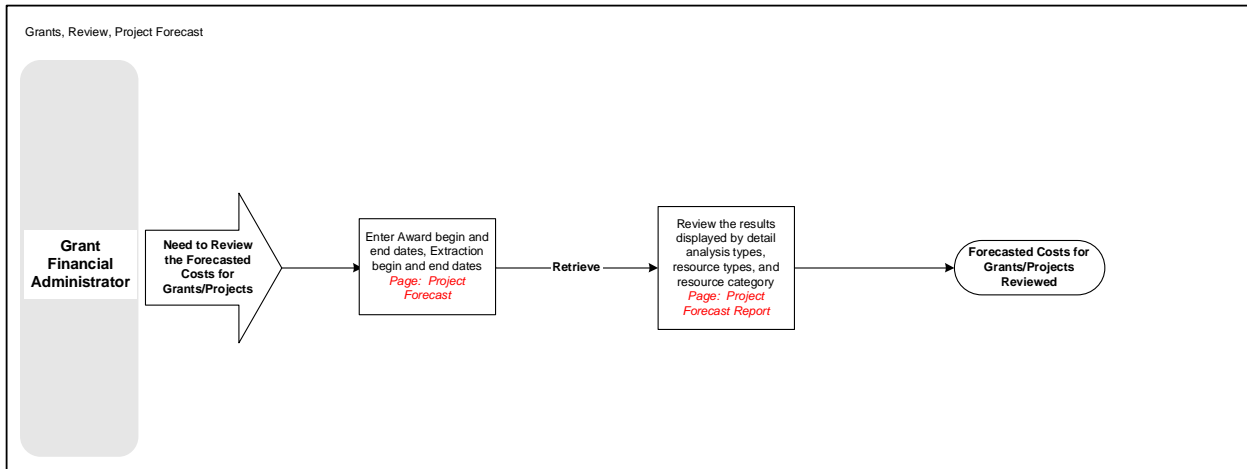 Grants, Review, Project Forecast
Grant
Financial
Administrator
Need to Review
the Forecasted
Costs for
Grants/Projects
Enter Award begin and
end dates, Extraction
begin and end dates
Page:  Project
Forecast
Retrieve
Review the results
displayed by detail
analysis types,
resource types, and
resource category
Page:  Project
Forecast Report
Forecasted Costs for
Grants/Projects
Reviewed